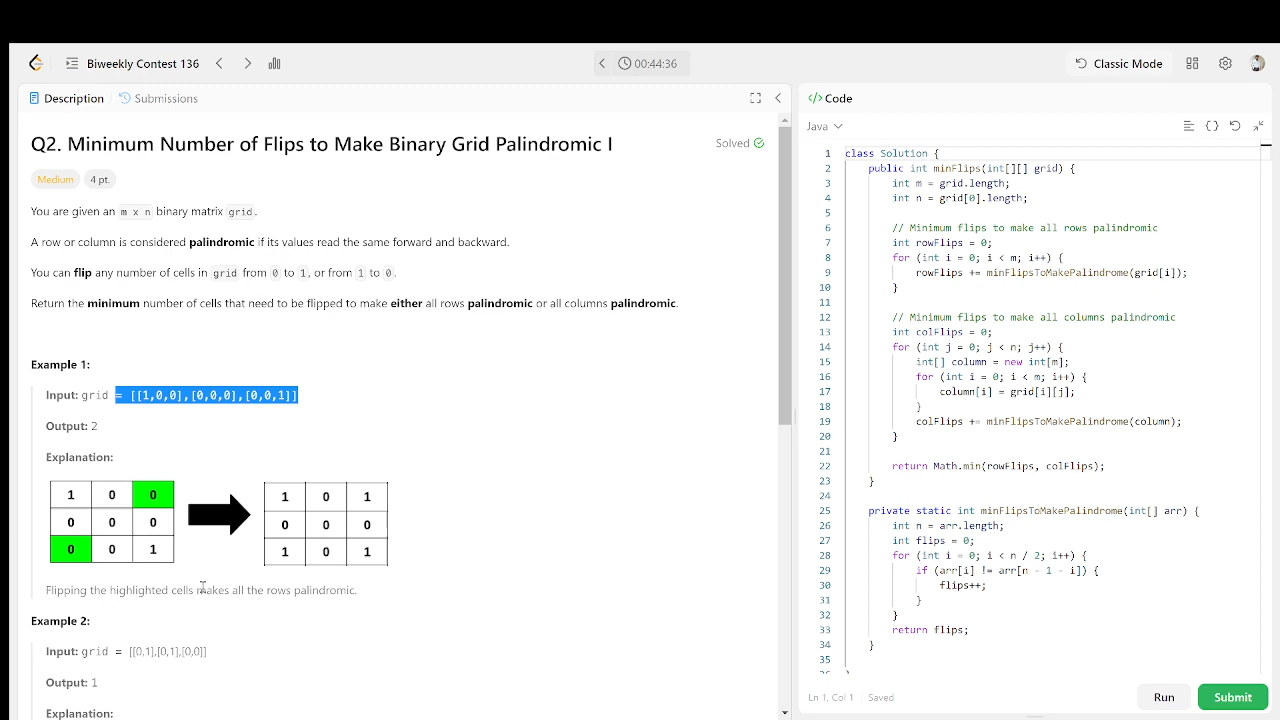 Biweekly Contest 136
00:44:36
Classic Mode
Description
Submissions
Code
Java
Q2. Minimum Number of Flips to Make Binary Grid Palindromic I
Solved
Medium
4 pt.
You are given an m x n binary matrix grid.
A row or column is considered palindromic if its values read the same forward and backward.
You can flip any number of cells in grid from 0 to 1, or from 1 to 0.
Return the minimum number of cells that need to be flipped to make either all rows palindromic or all columns palindromic.
Example 1:
Input: grid = [[1,0,0],[0,0,0],[0,0,1]]
Output: 2
Explanation:
1 0 0
0 0 0
0 0 1
1 0 1
0 0 0
1 0 1
Flipping the highlighted cells makes all the rows palindromic.
Example 2:
Input: grid = [[0,1],[0,1],[0,0]]
Output: 1
Explanation:
1 class Solution {
2 public int minFlips(int[][] grid) {
3 int m = grid.length;
4 int n = grid[0].length;
5
6 // Minimum flips to make all rows palindromic
7 int rowFlips = 0;
8 for (int i = 0; i < m; i++) {
9 rowFlips += minFlipsToMakePalindrome(grid[i]);
10 }
11
12 // Minimum flips to make all columns palindromic
13 int colFlips = 0;
14 for (int j = 0; j < n; j++) {
15 int[] column = new int[m];
16 for (int i = 0; i < m; i++) {
17 column[i] = grid[i][j];
18 }
19 colFlips += minFlipsToMakePalindrome(column);
20 }
21
22 return Math.min(rowFlips, colFlips);
23 }
24
25 private static int minFlipsToMakePalindrome(int[] arr) {
26 int n = arr.length;
27 int flips = 0;
28 for (int i = 0; i < n / 2; i++) {
29 if (arr[i] != arr[n - 1 - i]) {
30 flips++;
31 }
32 }
33 return flips;
34 }
35
Ln 1, Col 1 Saved
Run
Submit